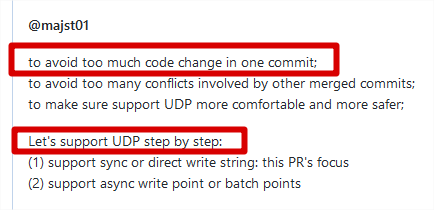 @majst01
to avoid too much code change in one commit;
to avoid too many conflicts involved by other merged commits;
to make sure support UDP more comfortable and more safer;
Let's support UDP step by step:
(1) support sync or direct write string: this PR's focus
(2) support async write point or batch points